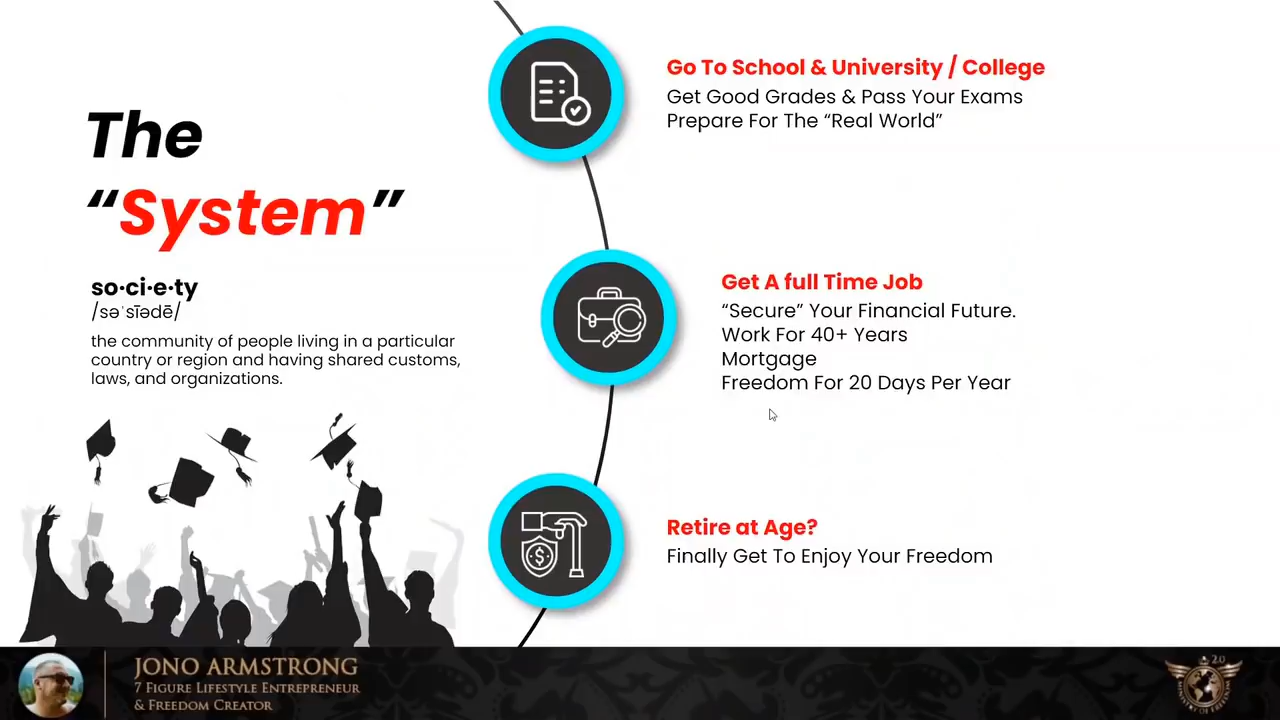 The
“System”
so·ci·e·ty
/səˈsīədē/
the community of people living in a particular
country or region and having shared customs,
laws, and organizations.
Go To School & University / College
Get Good Grades & Pass Your Exams
Prepare For The “Real World”
Get A full Time Job
“Secure” Your Financial Future.
Work For 40+ Years
Mortgage
Freedom For 20 Days Per Year
Retire at Age?
Finally Get To Enjoy Your Freedom
JONO ARMSTRONG
7 FIGURE LIFESTYLE ENTREPRENEUR
& FREEDOM CREATOR
2.0